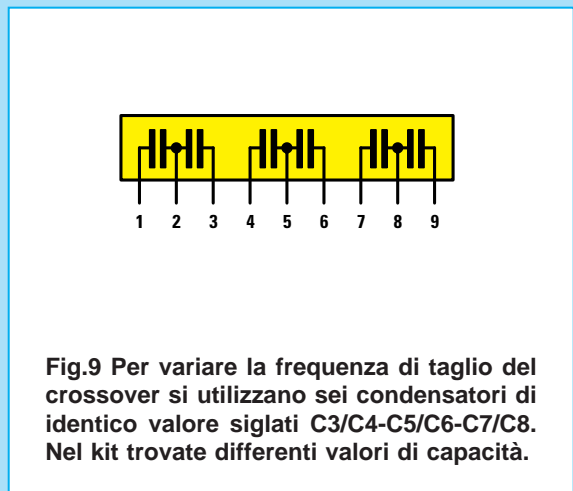 1 2 3 4 5 6 7 8 9
Fig.9 Per variare la frequenza di taglio del
crossover si utilizzano sei condensatori di
identico valore siglati C3/C4-C5/C6-C7/C8.
Nel kit trovate differenti valori di capacità.